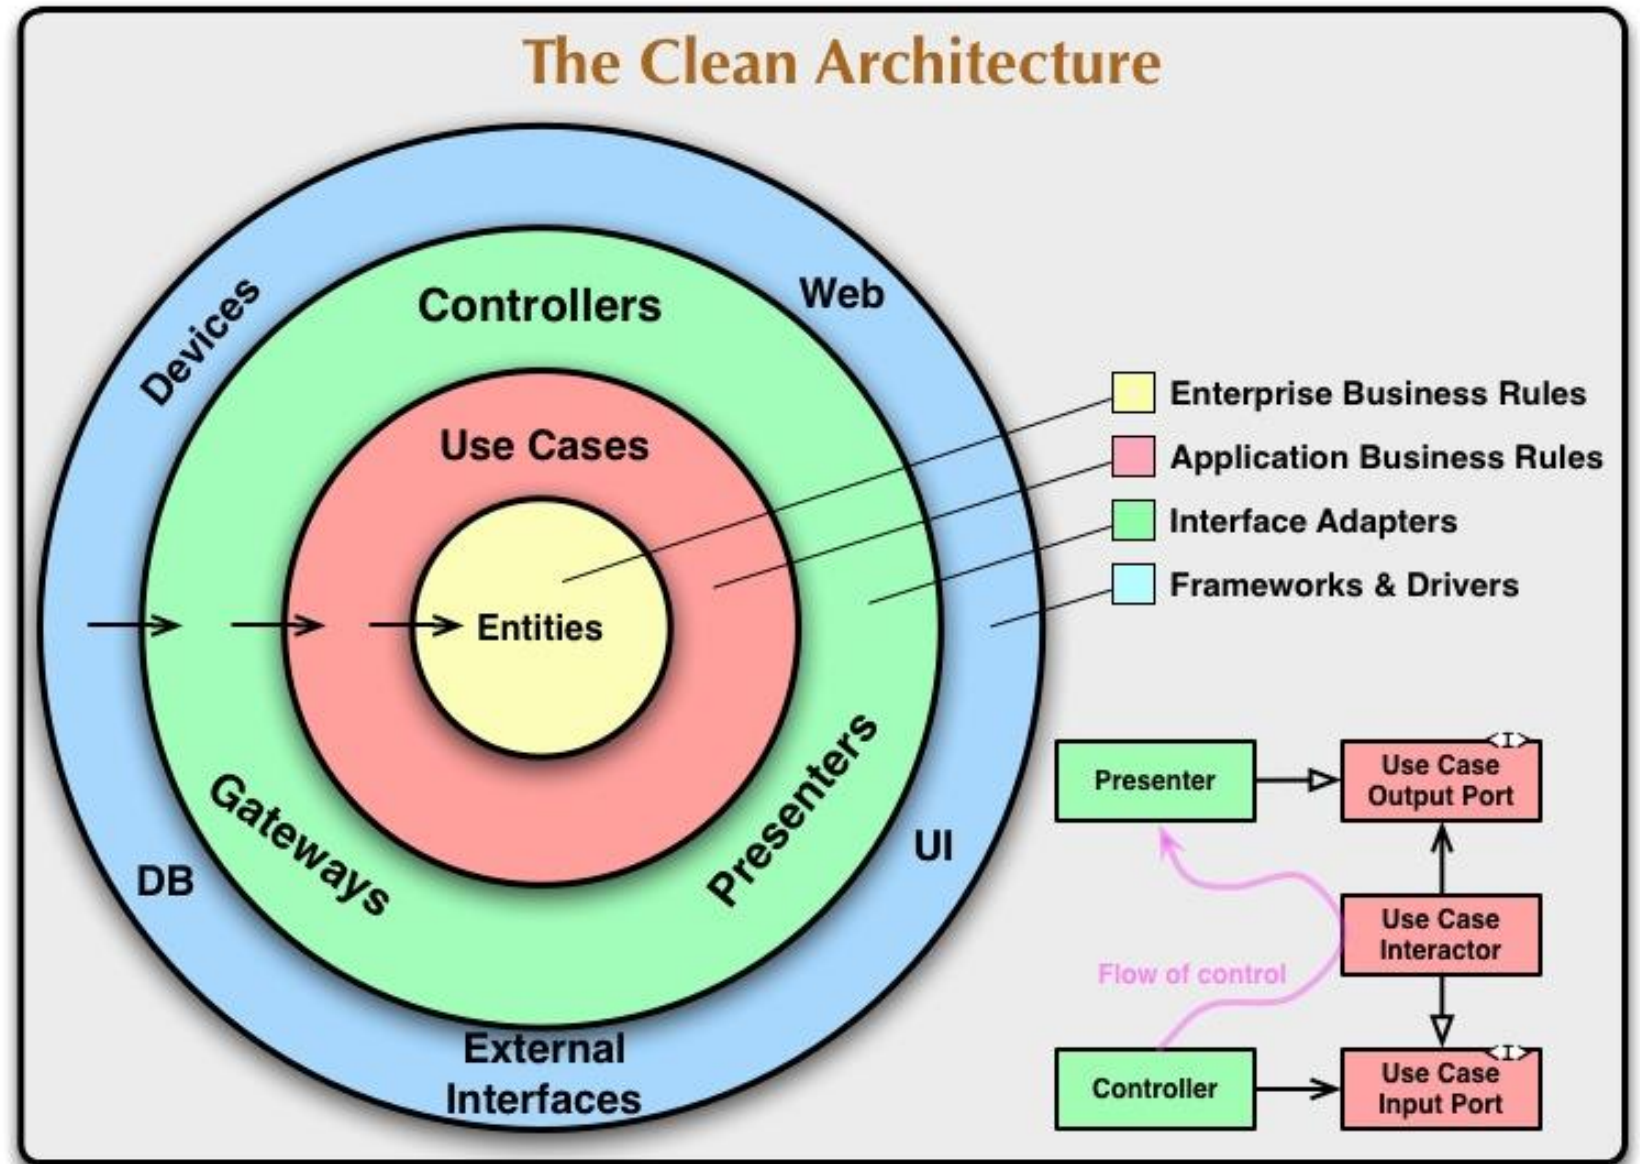 The Clean Architecture
Devices
Web
Controllers
Use Cases
Entities
Gateways
Presenters
DB
UI
External
Interfaces
Enterprise Business Rules
Application Business Rules
Interface Adapters
Frameworks & Drivers
Presenter
<I>
Use Case
Output Port
Use Case
Interactor
Flow of control
Controller
<I>
Use Case
Input Port